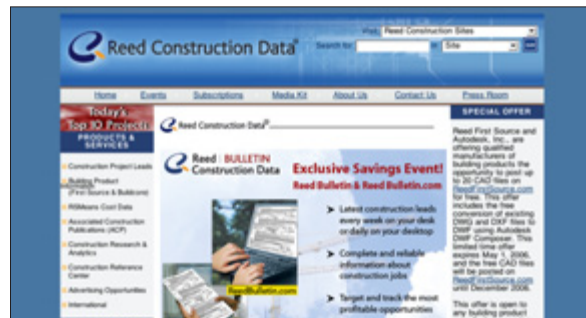 Visit: Reed Construction Sites
Reed Construction Data®
Search for in Site
Home Events Subscriptions Media Kit About Us Contact Us Press Room
Today's
Top 10 Projects
PRODUCTS &
SERVICES
Construction Project Leads
Building Product
(First Source & Buildcore)
RSMeans Cost Data
Associated Construction
Publications (ACP)
Construction Research &
Analytics
Construction Reference
Center
Advertising Opportunities
International
Reed Construction Data®
Reed BULLETIN
Construction Data
Exclusive Savings Event!
Reed Bulletin & Reed Bulletin.com
Latest construction leads
every week on your desk
or daily on your desktop
Complete and reliable
information about
construction jobs
Target and track the most
profitable opportunities
ReedBulletin.com
SPECIAL OFFER
Reed First Source and
Autodesk, Inc., are
offering qualified
manufacturers of
building products the
opportunity to post up
to 20 CAD files on
ReedFirstSource.com
for free. This offer
includes the free
conversion of existing
DWG and DXF files to
DWF using Autodesk
DWF Composer. This
limited time offer
expires May 1, 2006,
and the free CAD files
will be posted on
ReedFirstSource.com
until December 2006.
This offer is open to
any building product